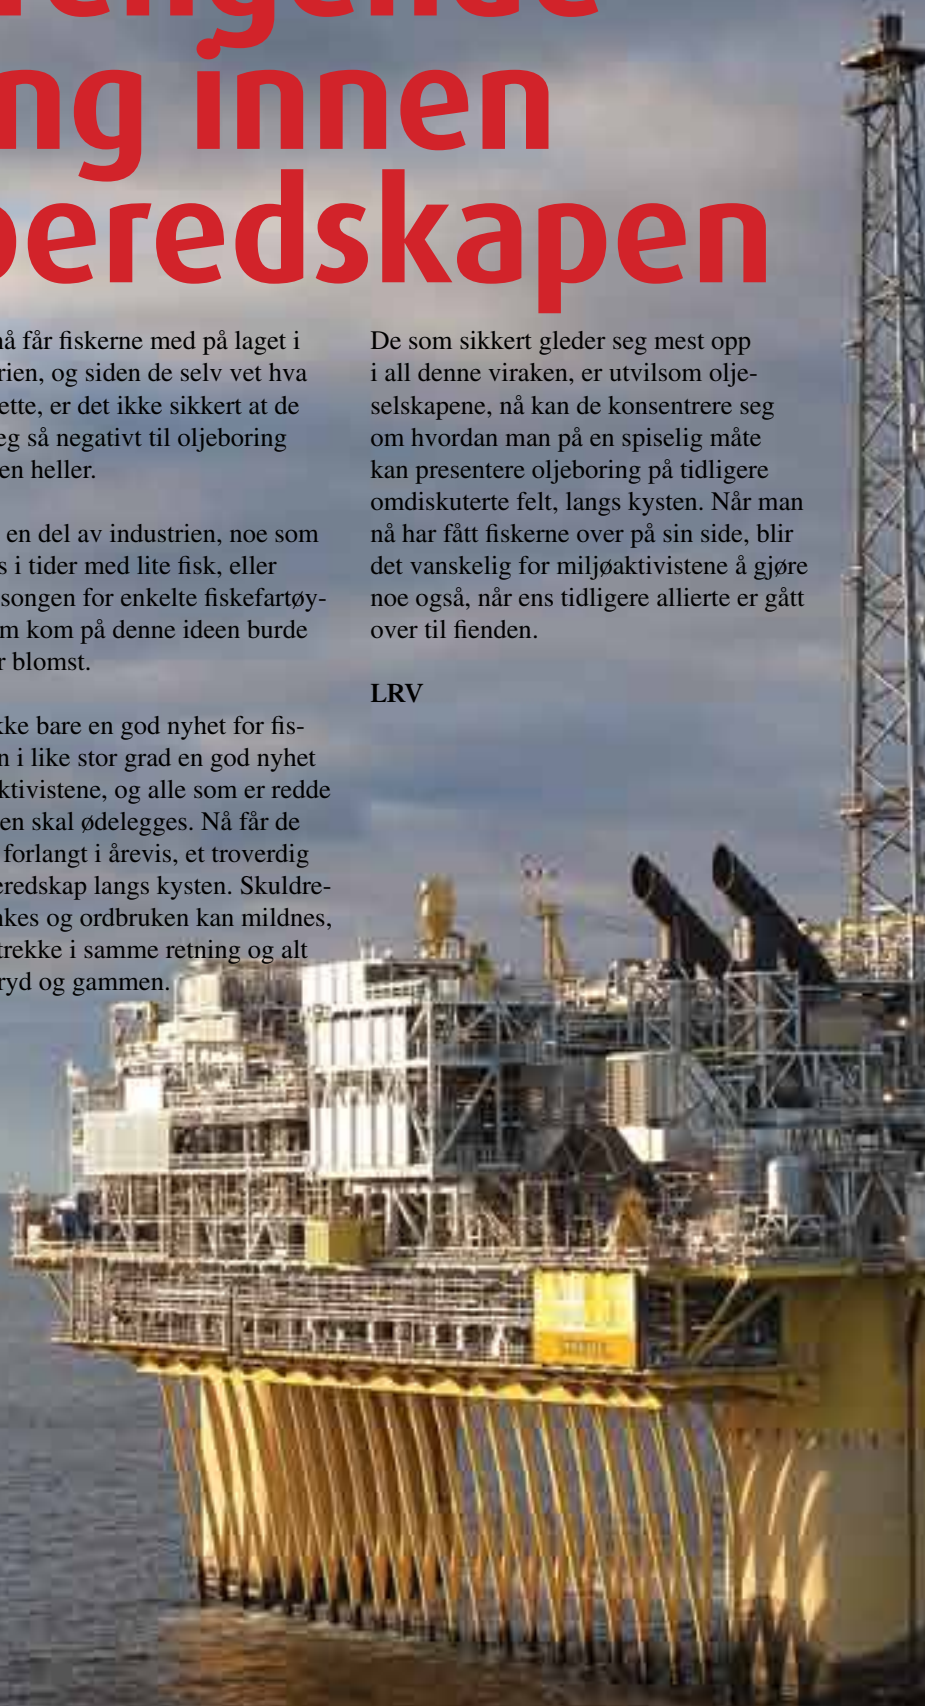 engende
ng innen
beredskapen
nå får fiskerne med på laget i
rien, og siden de selv vet hva
ette, er det ikke sikkert at de
eg så negativt til oljeboring
en heller.
en del av industrien, noe som
s i tider med lite fisk, eller
songen for enkelte fiskefartøy-
m kom på denne ideen burde
r blomst.
kke bare en god nyhet for fis-
n i like stor grad en god nyhet
ktivistene, og alle som er redde
en skal ødelegges. Nå får de
forlangt i årevis, et troverdig
eredskap langs kysten. Skuldre-
nkes og ordbruken kan mildnes,
trekke i samme retning og alt
ryd og gammen.
De som sikkert gleder seg mest opp
i all denne viraken, er utvilsom olje-
selskapene, nå kan de konsentrere seg
om hvordan man på en spiselig måte
kan presentere oljeboring på tidligere
omdiskuterte felt, langs kysten. Når man
nå har fått fiskerne over på sin side, blir
det vanskelig for miljøaktivistene å gjøre
noe også, når ens tidligere allierte er gått
over til fienden.
LRV